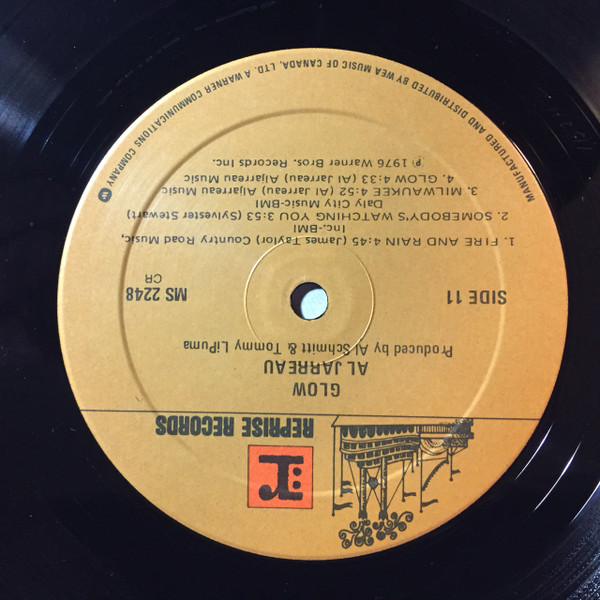 r:
REPRISE RECORDS
GLOW
AL JARREAU
Produced by Al Schmitt & Tommy LiPuma
SIDE 11
MS 2248
CR
1. FIRE AND RAIN 4:45 (James Taylor) Country Road Music,
Inc.-BMI
2. SOMEBODY'S WATCHING YOU 3:53 (Sylvester Stewart)
Daly City Music-BMI
3. MILWAUKEE 4:52 (Al Jarreau) Aljarreau Music
4. GLOW 4:33 (Al Jarreau) Aljarreau Music
℗ 1976 Warner Bros. Records Inc.
MANUFACTURED AND DISTRIBUTED BY WEA MUSIC OF CANADA, LTD. A WARNER COMMUNICATIONS COMPANY